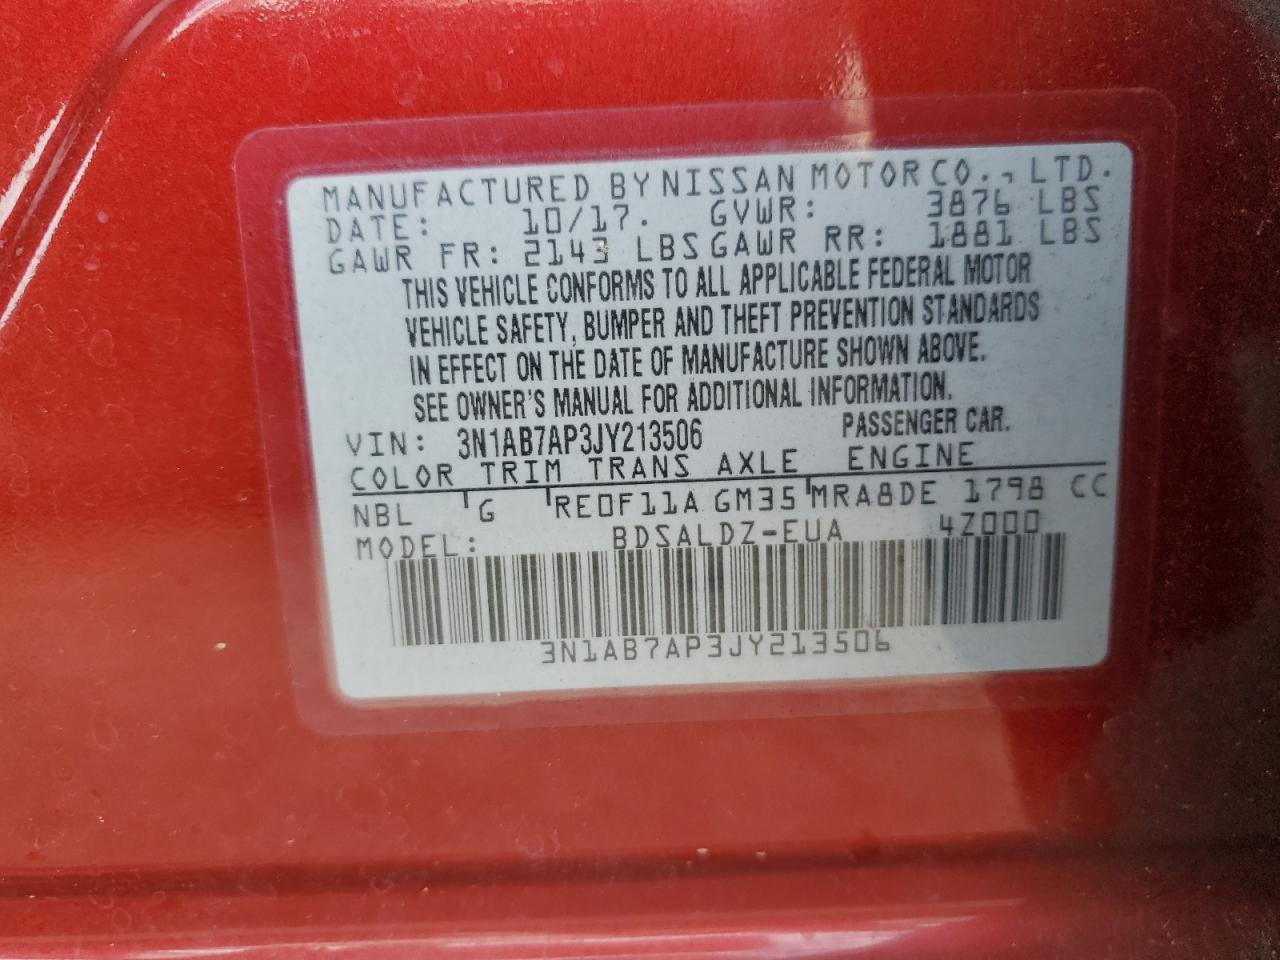 MANUFACTURED BY NISSAN MOTOR CO., LTD.
DATE: 10/17. GVWR: 3876 LBS
GAWR FR: 2143 LBS GAWR RR: 1881 LBS
THIS VEHICLE CONFORMS TO ALL APPLICABLE FEDERAL MOTOR
VEHICLE SAFETY, BUMPER AND THEFT PREVENTION STANDARDS
IN EFFECT ON THE DATE OF MANUFACTURE SHOWN ABOVE.
SEE OWNER'S MANUAL FOR ADDITIONAL INFORMATION.
VIN: 3N1AB7AP3JY213506 PASSENGER CAR.
COLOR TRIM TRANS AXLE ENGINE
NBL G RE0F11A GM35 MRA8DE 1798 CC
MODEL: BDSALDZ-EUA 4Z000
3N1AB7AP3JY213506